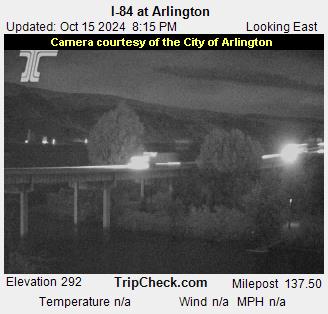 I-84 at Arlington
Updated: Oct 15 2024 8:15 PM Looking East
Camera courtesy of the City of Arlington
Elevation 292 TripCheck.com Milepost 137.50
Temperature n/a Wind n/a MPH n/a